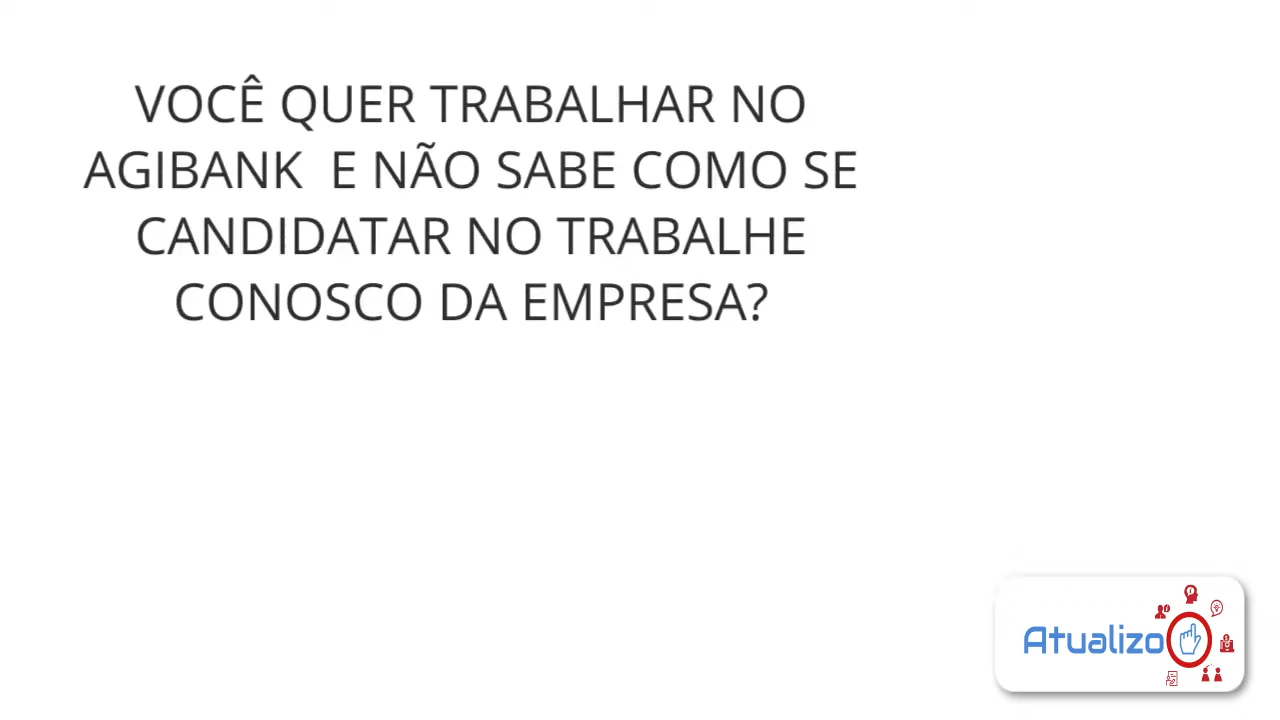 VOCÊ QUER TRABALHAR NO
AGIBANK  E NÃO SABE COMO SE
CANDIDATAR NO TRABALHE
CONOSCO DA EMPRESA?
Atualizo